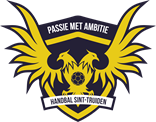 PASSIE MET AMBITIE
HANDBAL SINT-TRUIDEN